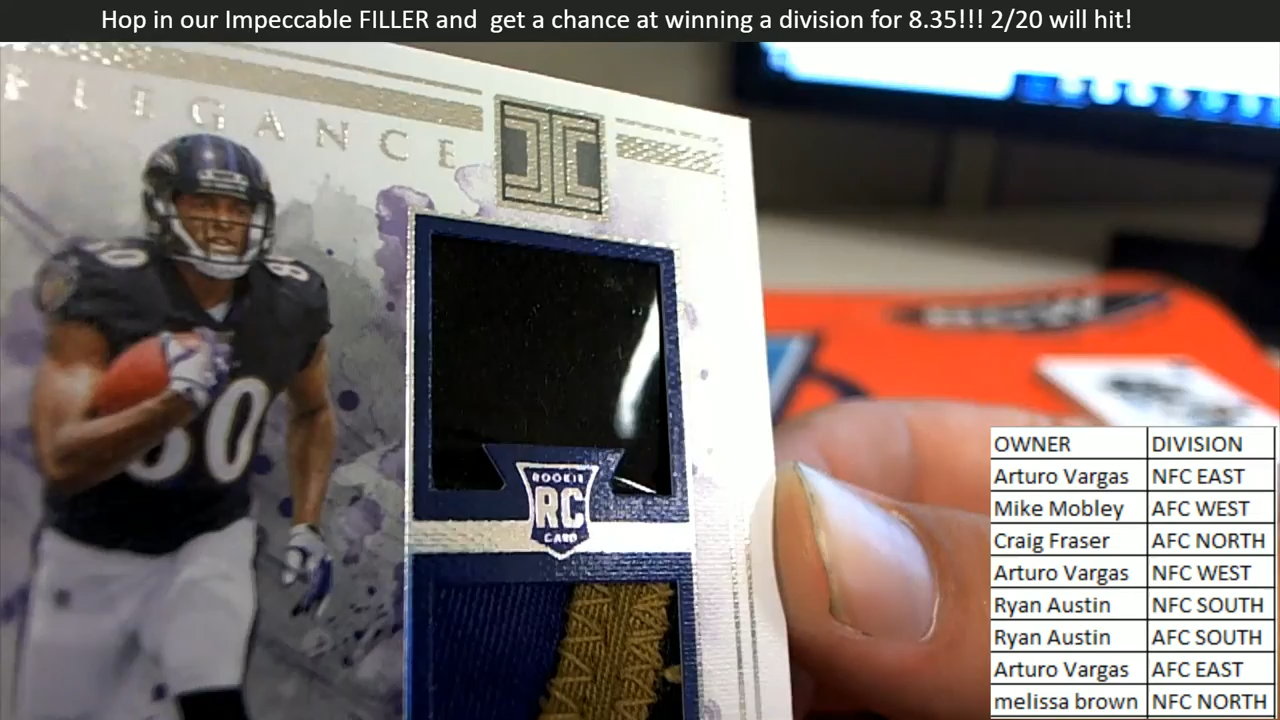 Hop in our Impeccable FILLER and get a chance at winning a division for 8.35!!! 2/20 will hit!
ELEGANCE
80
80
80
ROOKIE
RC
CARD
OWNER DIVISION
Arturo Vargas NFC EAST
Mike Mobley AFC WEST
Craig Fraser AFC NORTH
Arturo Vargas NFC WEST
Ryan Austin NFC SOUTH
Ryan Austin AFC SOUTH
Arturo Vargas AFC EAST
melissa brown NFC NORTH